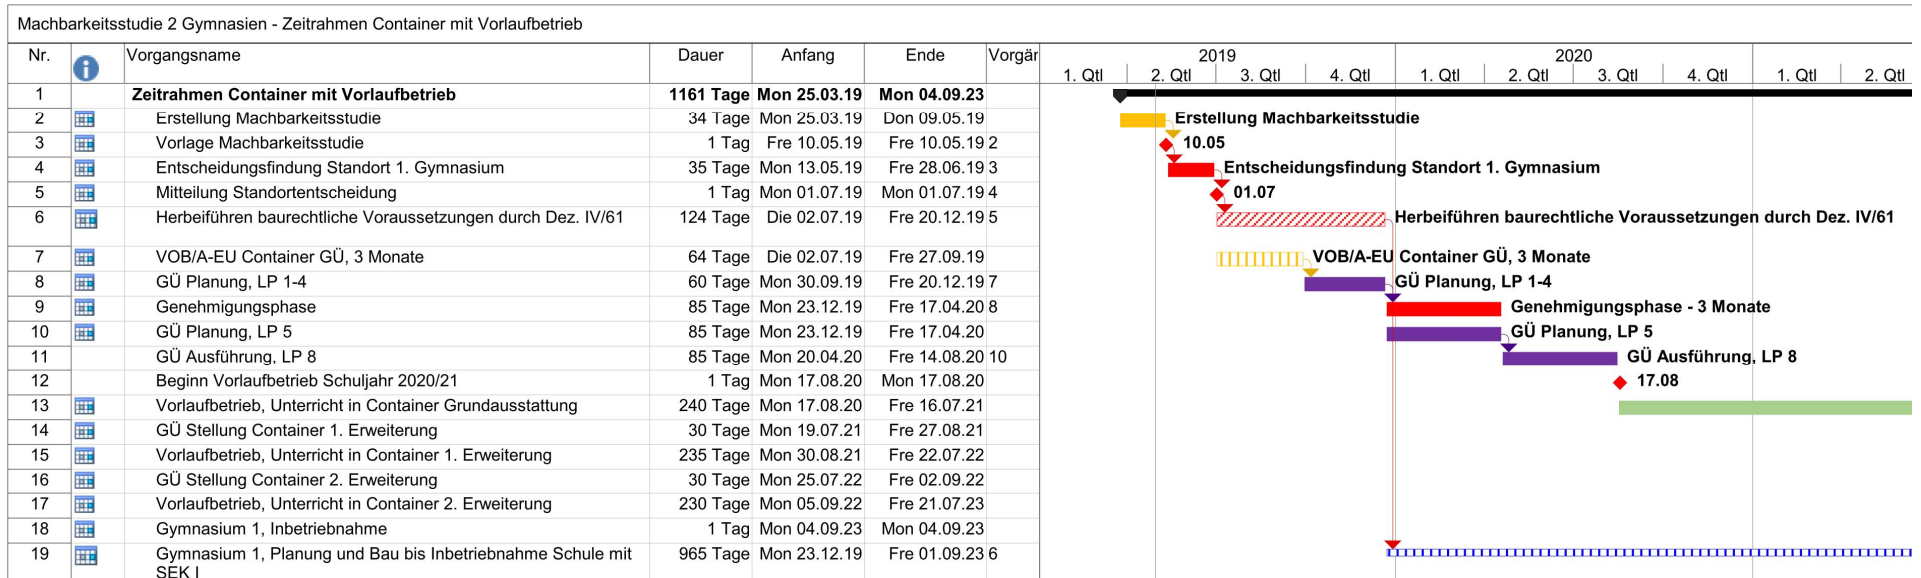 Machbarkeitsstudie 2 Gymnasien - Zeitrahmen Container mit Vorlaufbetrieb
Nr. Vorgangsname Dauer Anfang Ende Vorgär 2019 2020
1. Qtl 2. Qtl 3. Qtl 4. Qtl 1. Qtl 2. Qtl 3. Qtl 4. Qtl 1. Qtl 2. Qtl
1 Zeitrahmen Container mit Vorlaufbetrieb 1161 Tage Mon 25.03.19 Mon 04.09.23
2 Erstellung Machbarkeitsstudie 34 Tage Mon 25.03.19 Don 09.05.19 Erstellung Machbarkeitsstudie
3 Vorlage Machbarkeitsstudie 1 Tag Fre 10.05.19 Fre 10.05.19 2 10.05
4 Entscheidungsfindung Standort 1. Gymnasium 35 Tage Mon 13.05.19 Fre 28.06.19 3 Entscheidungsfindung Standort 1. Gymnasium
5 Mitteilung Standortentscheidung 1 Tag Mon 01.07.19 Mon 01.07.19 4 01.07
6 Herbeiführen baurechtliche Voraussetzungen durch Dez. IV/61 124 Tage Die 02.07.19 Fre 20.12.19 5 Herbeiführen baurechtliche Voraussetzungen durch Dez. IV/61
7 VOB/A-EU Container GÜ, 3 Monate 64 Tage Die 02.07.19 Fre 27.09.19 VOB/A-EU Container GÜ, 3 Monate
8 GÜ Planung, LP 1-4 60 Tage Mon 30.09.19 Fre 20.12.19 7 GÜ Planung, LP 1-4
9 Genehmigungsphase 85 Tage Mon 23.12.19 Fre 17.04.20 8 Genehmigungsphase - 3 Monate
10 GÜ Planung, LP 5 85 Tage Mon 23.12.19 Fre 17.04.20 GÜ Planung, LP 5
11 GÜ Ausführung, LP 8 85 Tage Mon 20.04.20 Fre 14.08.20 10 GÜ Ausführung, LP 8
12 Beginn Vorlaufbetrieb Schuljahr 2020/21 1 Tag Mon 17.08.20 Mon 17.08.20 17.08
13 Vorlaufbetrieb, Unterricht in Container Grundausstattung 240 Tage Mon 17.08.20 Fre 16.07.21
14 GÜ Stellung Container 1. Erweiterung 30 Tage Mon 19.07.21 Fre 27.08.21
15 Vorlaufbetrieb, Unterricht in Container 1. Erweiterung 235 Tage Mon 30.08.21 Fre 22.07.22
16 GÜ Stellung Container 2. Erweiterung 30 Tage Mon 25.07.22 Fre 02.09.22
17 Vorlaufbetrieb, Unterricht in Container 2. Erweiterung 230 Tage Mon 05.09.22 Fre 21.07.23
18 Gymnasium 1, Inbetriebnahme 1 Tag Mon 04.09.23 Mon 04.09.23
19 Gymnasium 1, Planung und Bau bis Inbetriebnahme Schule mit 965 Tage Mon 23.12.19 Fre 01.09.23 6
SEK I